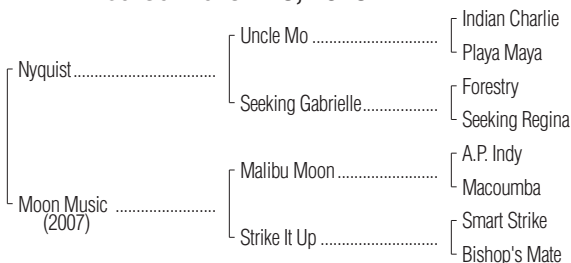 Indian Charlie
Uncle Mo ..........................
Playa Maya
Nyquist..............................
Forestry
Seeking Gabrielle................
Seeking Regina
A.P. Indy
Malibu Moon.....................
Macoumba
Moon Music .....................
(2007)
Smart Strike
Strike It Up ........................
Bishop's Mate